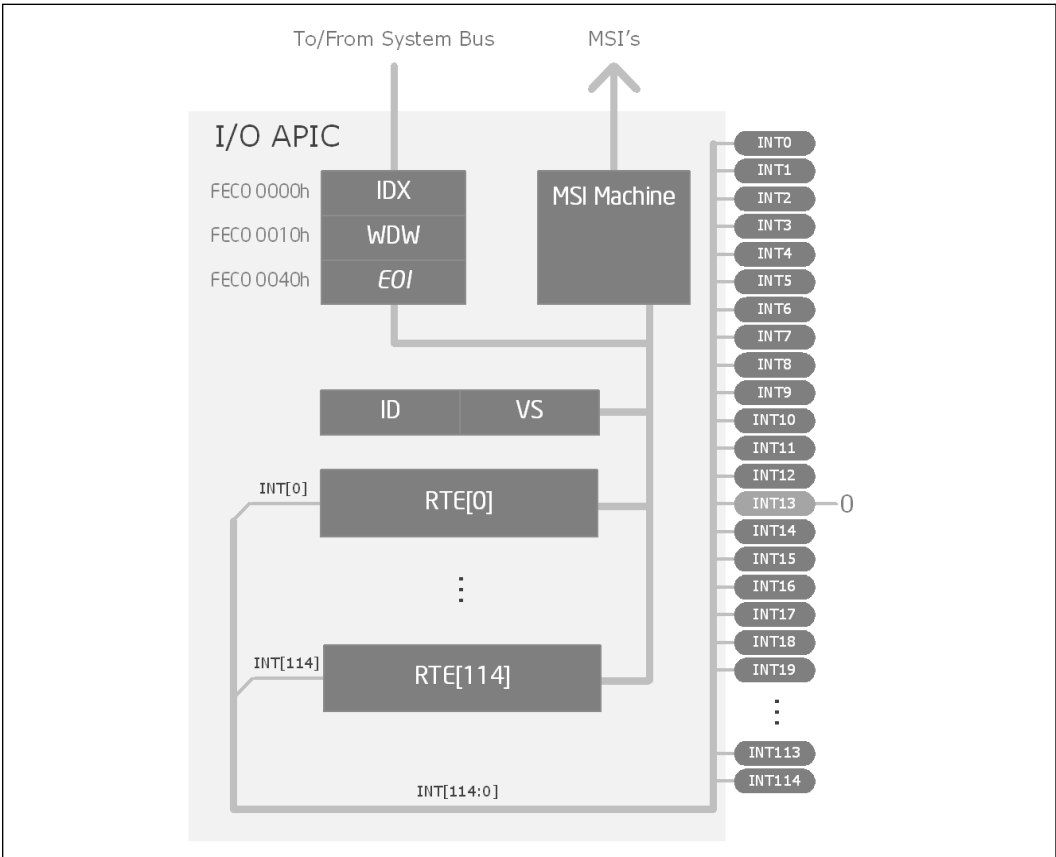 To/From System Bus
MSI's
I/O APIC
FEC0 0000h
IDX
FEC0 0010h
WDW
FEC0 0040h
EOI
MSI Machine
ID
VS
INT[0]
RTE[0]
INT[114]
RTE[114]
INT[114:0]
INT0
INT1
INT2
INT3
INT4
INT5
INT6
INT7
INT8
INT9
INT10
INT11
INT12
INT13
0
INT14
INT15
INT16
INT17
INT18
INT19
INT113
INT114